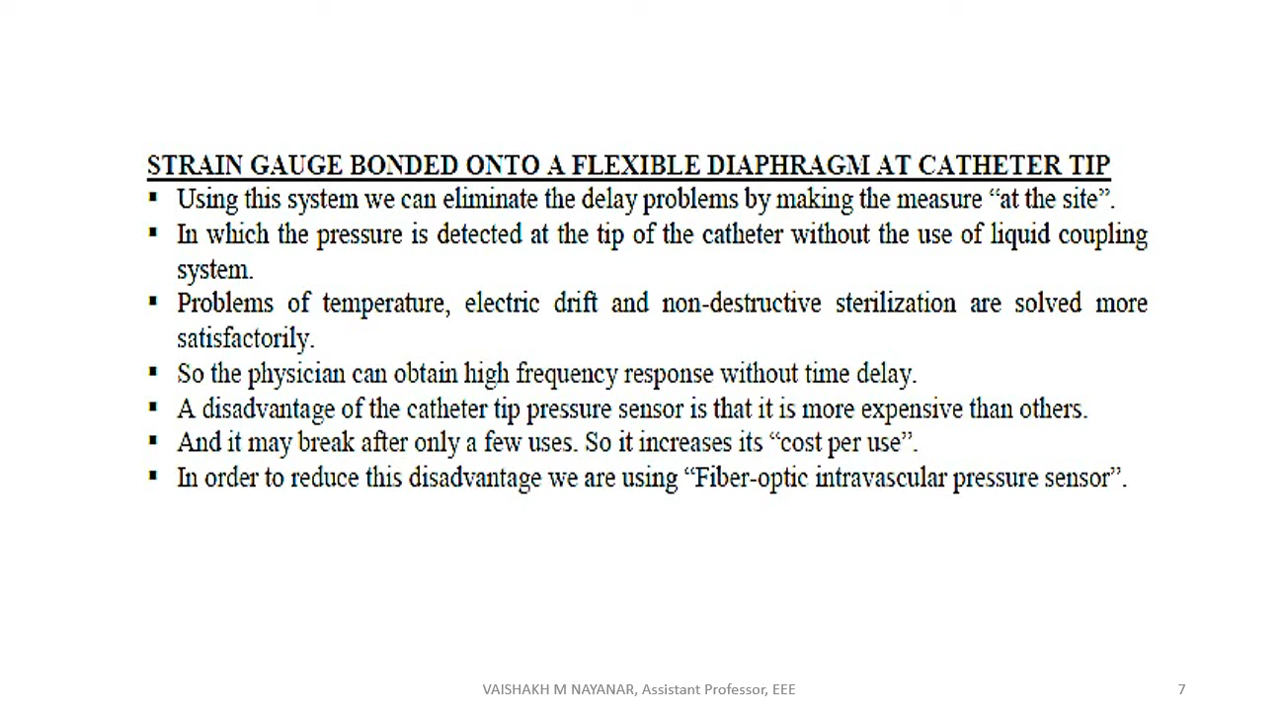 STRAIN GAUGE BONDED ONTO A FLEXIBLE DIAPHRAGM AT CATHETER TIP
▪ Using this system we can eliminate the delay problems by making the measure “at the site”.
▪ In which the pressure is detected at the tip of the catheter without the use of liquid coupling
system.
▪ Problems of temperature, electric drift and non-destructive sterilization are solved more
satisfactorily.
▪ So the physician can obtain high frequency response without time delay.
▪ A disadvantage of the catheter tip pressure sensor is that it is more expensive than others.
▪ And it may break after only a few uses. So it increases its “cost per use”.
▪ In order to reduce this disadvantage we are using “Fiber-optic intravascular pressure sensor”.
VAISHAKH M NAYANAR, Assistant Professor, EEE
7